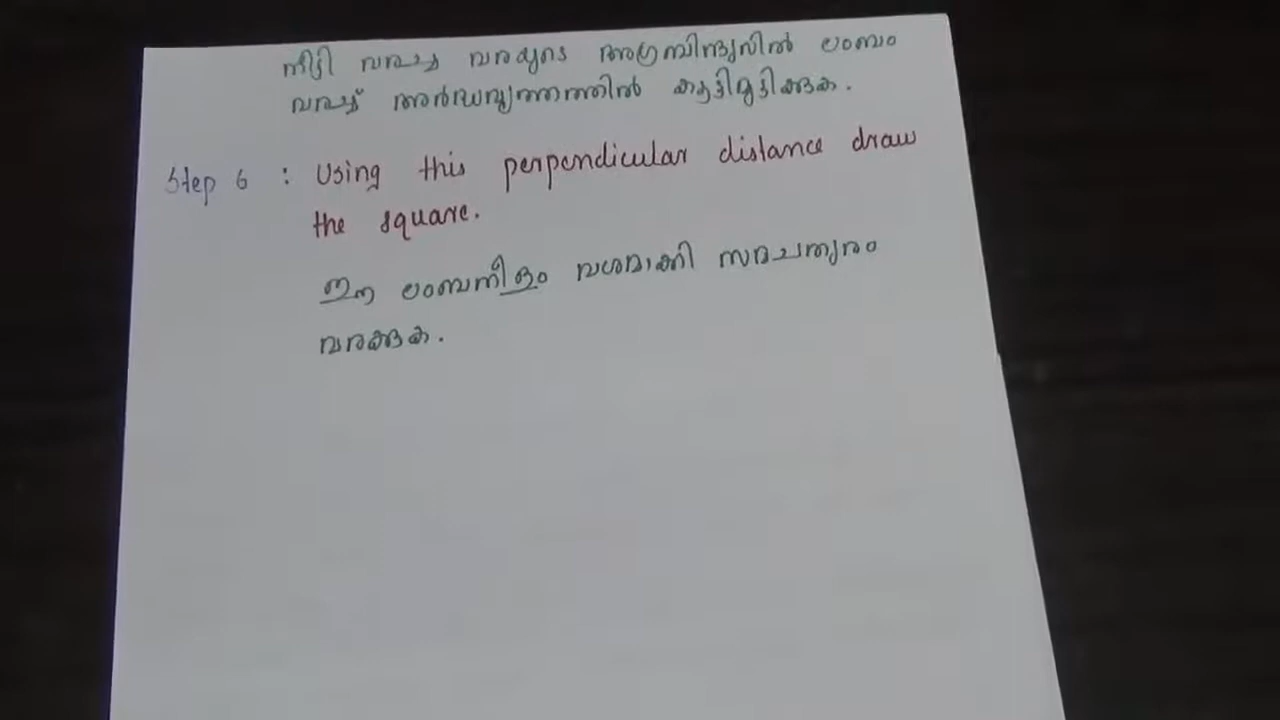 നീട്ടി വരച്ച വരയുടെ അഗ്രബിന്ദുവിൽ ലംബം
വരച്ച് അർദ്ധവൃത്തത്തിൽ കൂട്ടിമുട്ടിക്കുക.
Step 6 : Using this perpendicular distance draw
the square.
ഈ ലംബനീളം വശമാക്കി സമചതുരം
വരക്കുക.